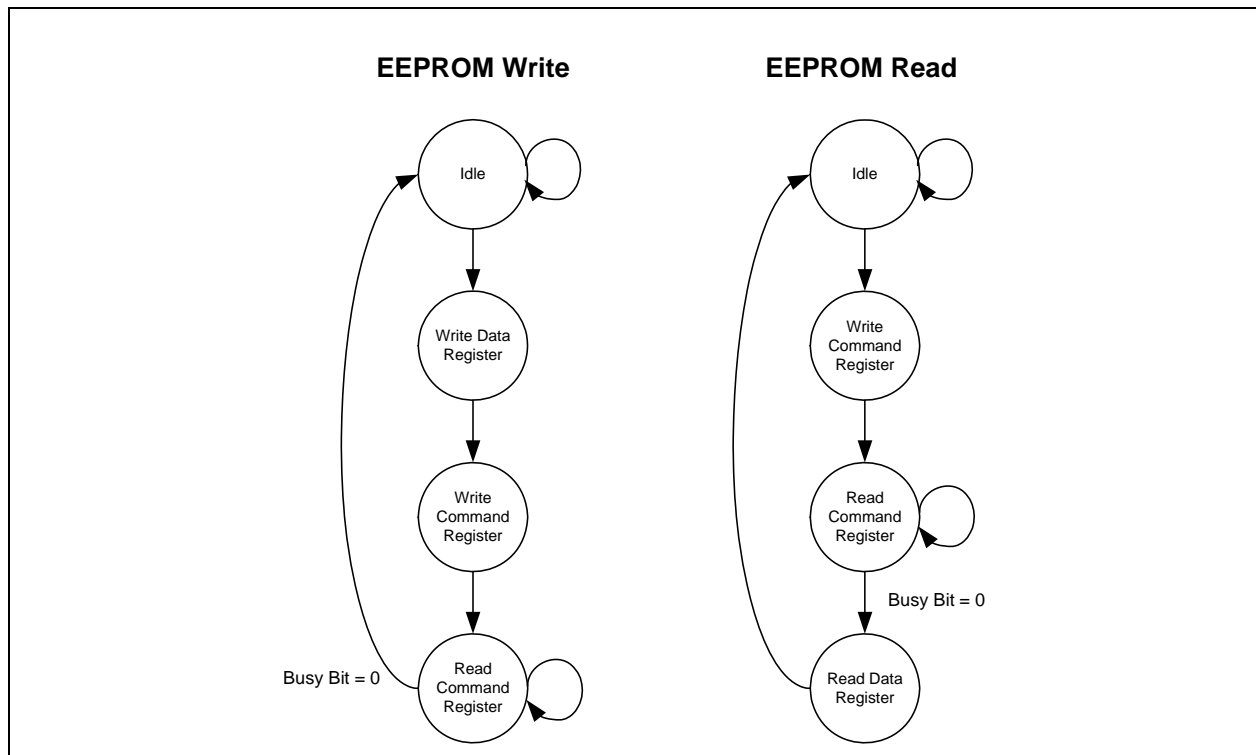 EEPROM Write
Idle
Write Data
Register
Write
Command
Register
Read
Command
Register
Busy Bit = 0
EEPROM Read
Idle
Write
Command
Register
Read
Command
Register
Busy Bit = 0
Read Data
Register